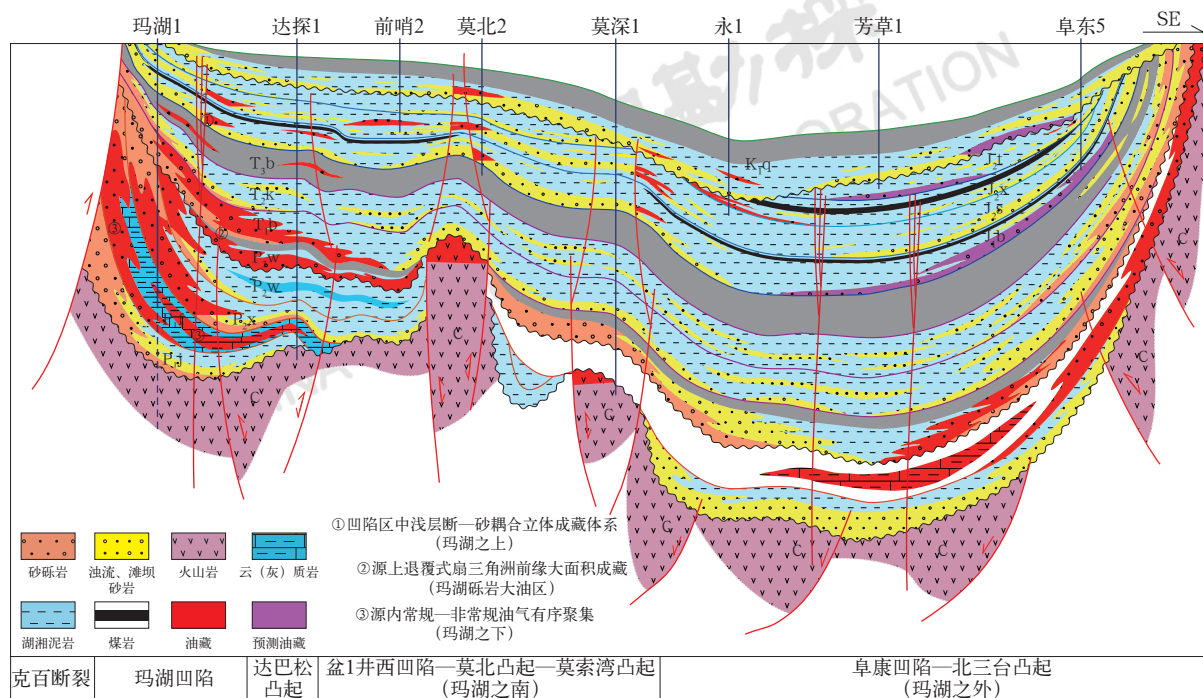 玛湖1 达探1 前哨2 莫北2 莫深1 永1 芳草1 阜东5 SE
ORATION
K₁q
J₂x
T₃b
T₂k
T₁b
P₃w
P₂w
P₂x
P₁j
①
②
③
C
C
C
C
C
C
C
C
①凹陷区中浅层断—砂耦合立体成藏体系
(玛湖之上)
②源上退覆式扇三角洲前缘大面积成藏
(玛湖砾岩大油区)
③源内常规—非常规油气有序聚集
(玛湖之下)
砂砾岩 浊流、滩坝砂岩 火山岩 云(灰)质岩
湖湘泥岩 煤岩 油藏 预测油藏
克百断裂 玛湖凹陷 达巴松凸起 盆1井西凹陷—莫北凸起—莫索湾凸起
(玛湖之南)
阜康凹陷—北三台凸起
(玛湖之外)